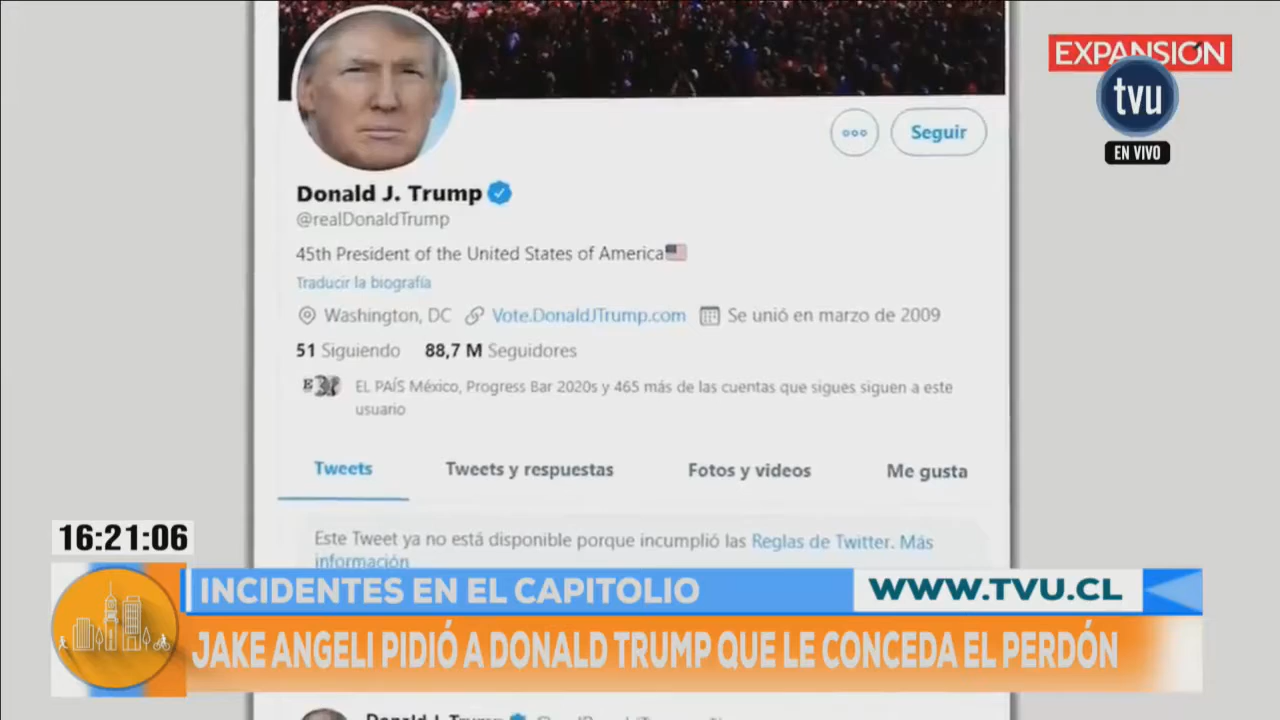 EXPANSIÓN
tvu
EN VIVO
Seguir
Donald J. Trump
@realDonaldTrump
45th President of the United States of America
Traducir la biografía
Washington, DC Vote.DonaldJTrump.com Se unió en marzo de 2009
51 Siguiendo 88,7 M Seguidores
EL PAÍS México, Progress Bar 2020s y 465 más de las cuentas que sigues siguen a este
usuario
Tweets Tweets y respuestas Fotos y videos Me gusta
Este Tweet ya no está disponible porque incumplió las Reglas de Twitter. Más
información
16:21:06
INCIDENTES EN EL CAPITOLIO
WWW.TVU.CL
JAKE ANGELI PIDIÓ A DONALD TRUMP QUE LE CONCEDA EL PERDÓN
Donald J. Trump